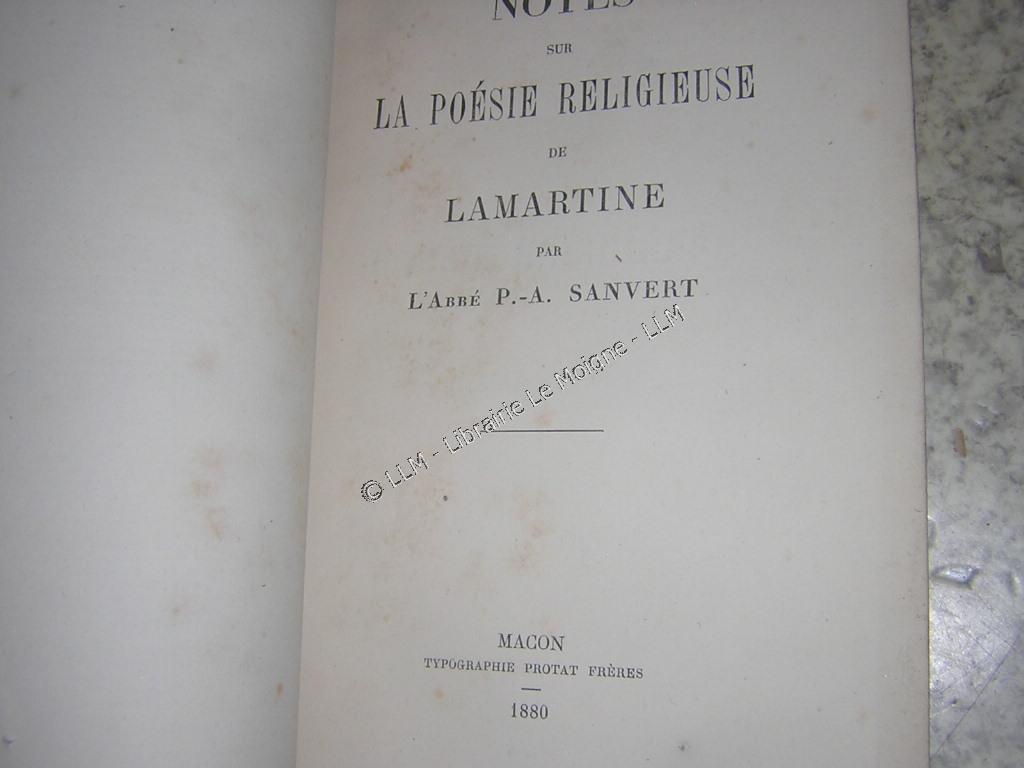 NOTES
SUR
LA POÉSIE RELIGIEUSE
DE
LAMARTINE
PAR
L'ABBÉ P.-A. SANVERT
© LLM - Librairie Le Moigne - LLM
MACON
TYPOGRAPHIE PROTAT FRÈRES
1880